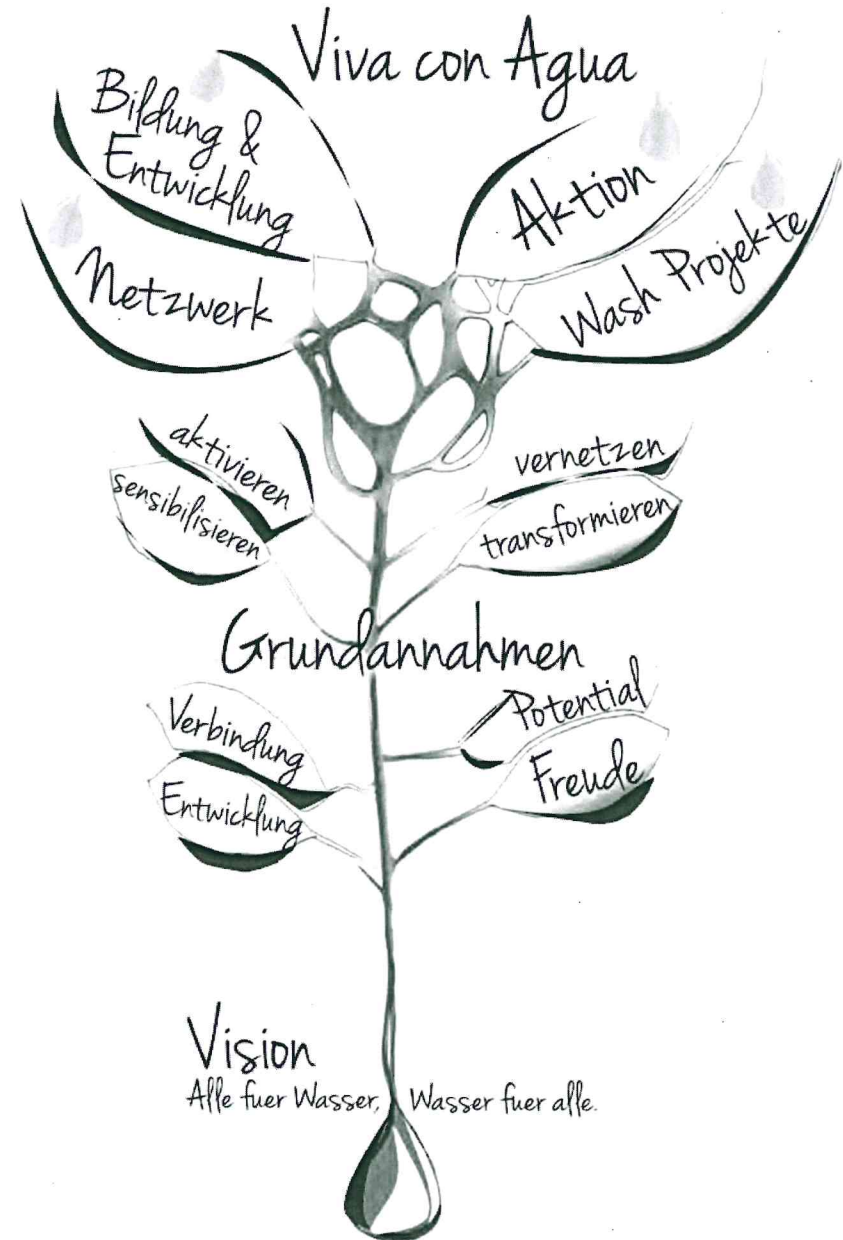 Viva con Agua
Bildung &
Entwicklung
Netzwerk
Aktion
Wash Projekte
aktivieren
sensibilisieren
vernetzen
transformieren
Grundannahmen
Verbindung
Entwicklung
Potential
Freude
Vision
Alle fuer Wasser, Wasser fuer alle.